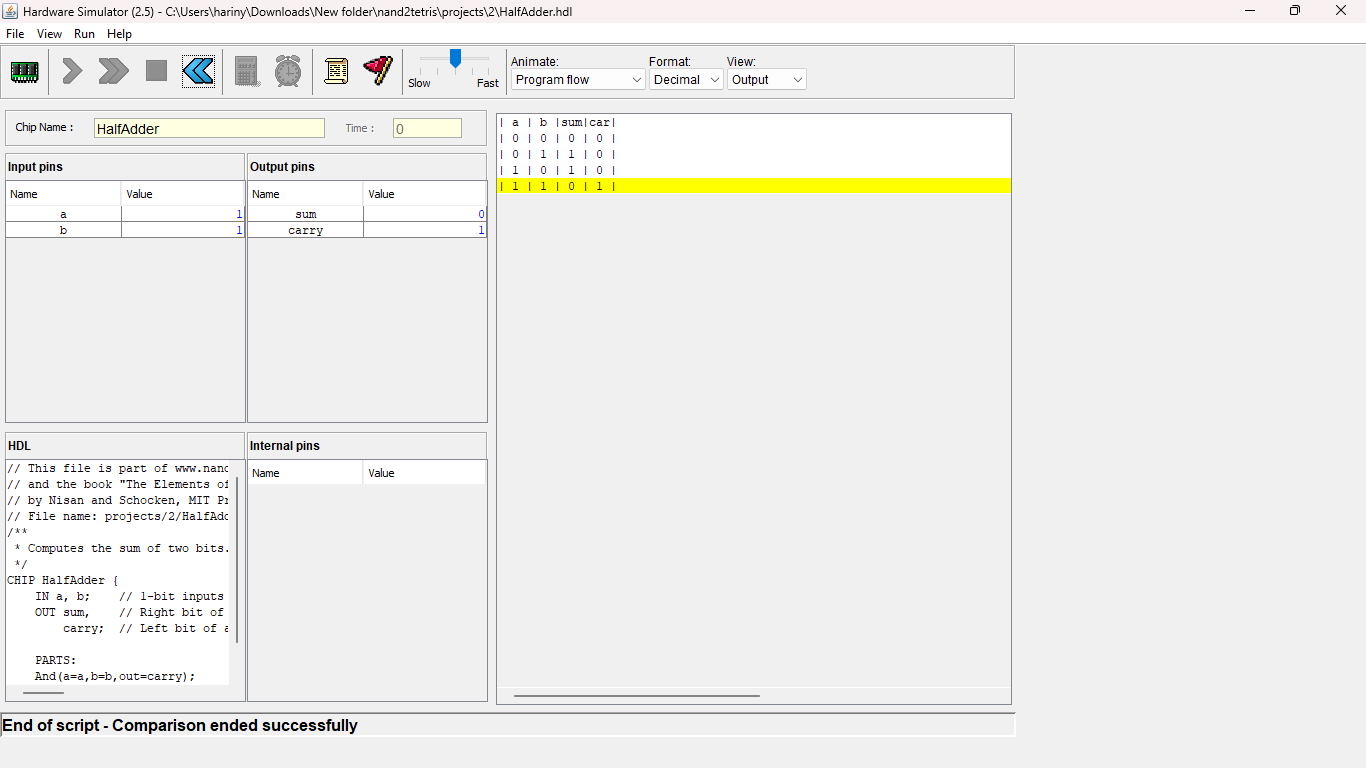 Hardware Simulator (2.5) - C:\Users\hariny\Downloads\New folder\nand2tetris\projects\2\HalfAdder.hdl
File View Run Help
Slow Fast
Animate: Format: View:
Program flow Decimal Output
Chip Name : HalfAdder Time : 0
Input pins
Name Value
a 1
b 1
Output pins
Name Value
sum 0
carry 1
| a | b |sum|car|
| 0 | 0 | 0 | 0 |
| 0 | 1 | 1 | 0 |
| 1 | 0 | 1 | 0 |
| 1 | 1 | 0 | 1 |
HDL
// This file is part of www.nand
// and the book "The Elements of
// by Nisan and Schocken, MIT Pr
// File name: projects/2/HalfAdd
/**
* Computes the sum of two bits.
*/
CHIP HalfAdder {
IN a, b; // 1-bit inputs
OUT sum, // Right bit of
carry; // Left bit of a
PARTS:
And(a=a,b=b,out=carry);
Internal pins
Name Value
End of script - Comparison ended successfully